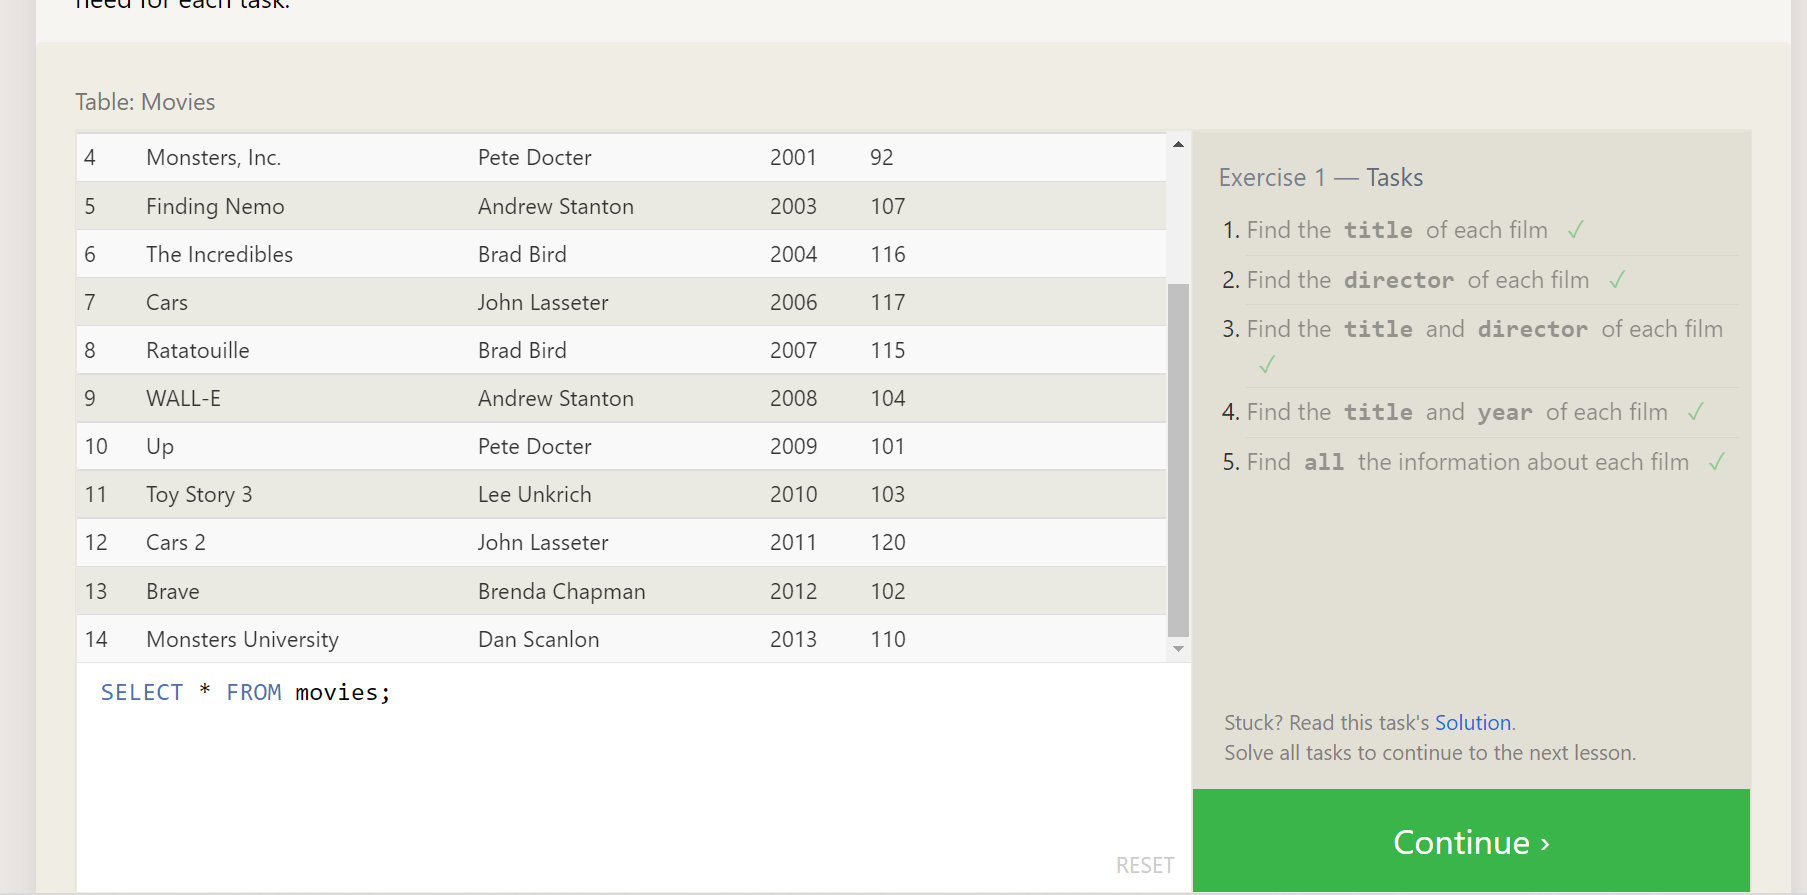 need for each task.
Table: Movies
4 Monsters, Inc. Pete Docter 2001 92
5 Finding Nemo Andrew Stanton 2003 107
6 The Incredibles Brad Bird 2004 116
7 Cars John Lasseter 2006 117
8 Ratatouille Brad Bird 2007 115
9 WALL-E Andrew Stanton 2008 104
10 Up Pete Docter 2009 101
11 Toy Story 3 Lee Unkrich 2010 103
12 Cars 2 John Lasseter 2011 120
13 Brave Brenda Chapman 2012 102
14 Monsters University Dan Scanlon 2013 110
SELECT * FROM movies;
RESET
Exercise 1 — Tasks
1. Find the title of each film ✓
2. Find the director of each film ✓
3. Find the title and director of each film
✓
4. Find the title and year of each film ✓
5. Find all the information about each film ✓
Stuck? Read this task's Solution.
Solve all tasks to continue to the next lesson.
Continue ›